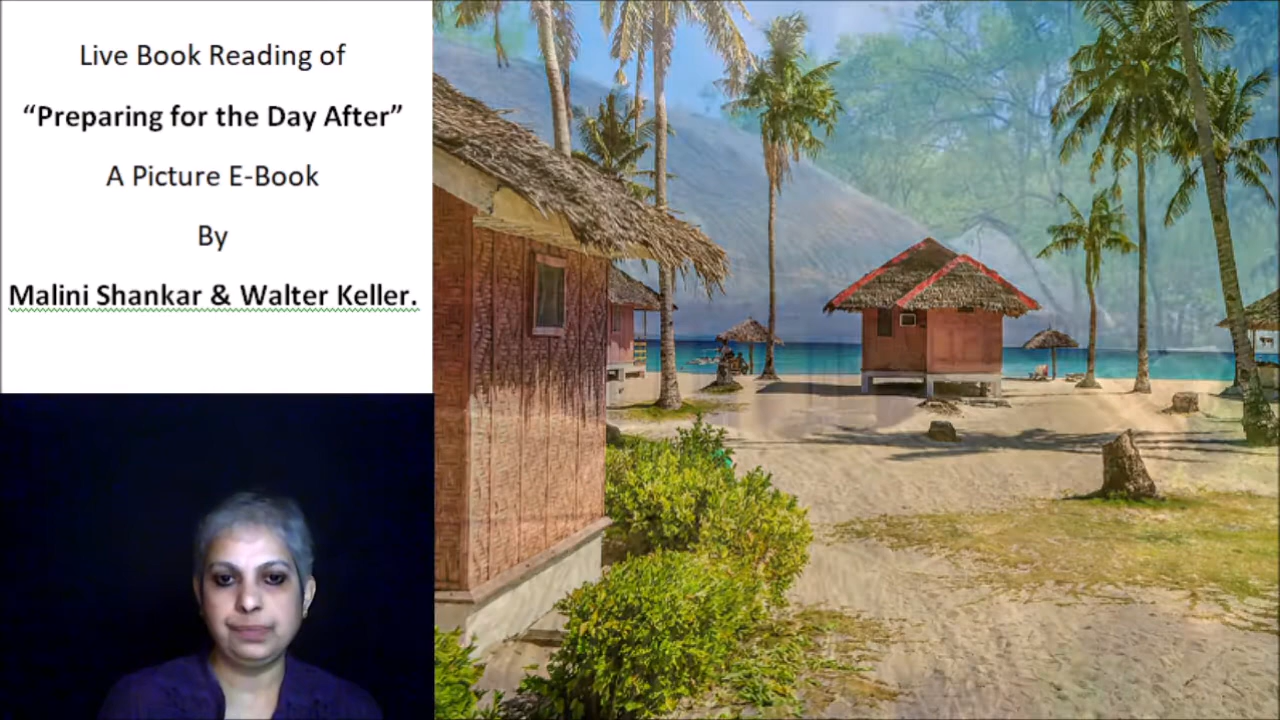 Live Book Reading of
“Preparing for the Day After”
A Picture E-Book
By
Malini Shankar & Walter Keller.